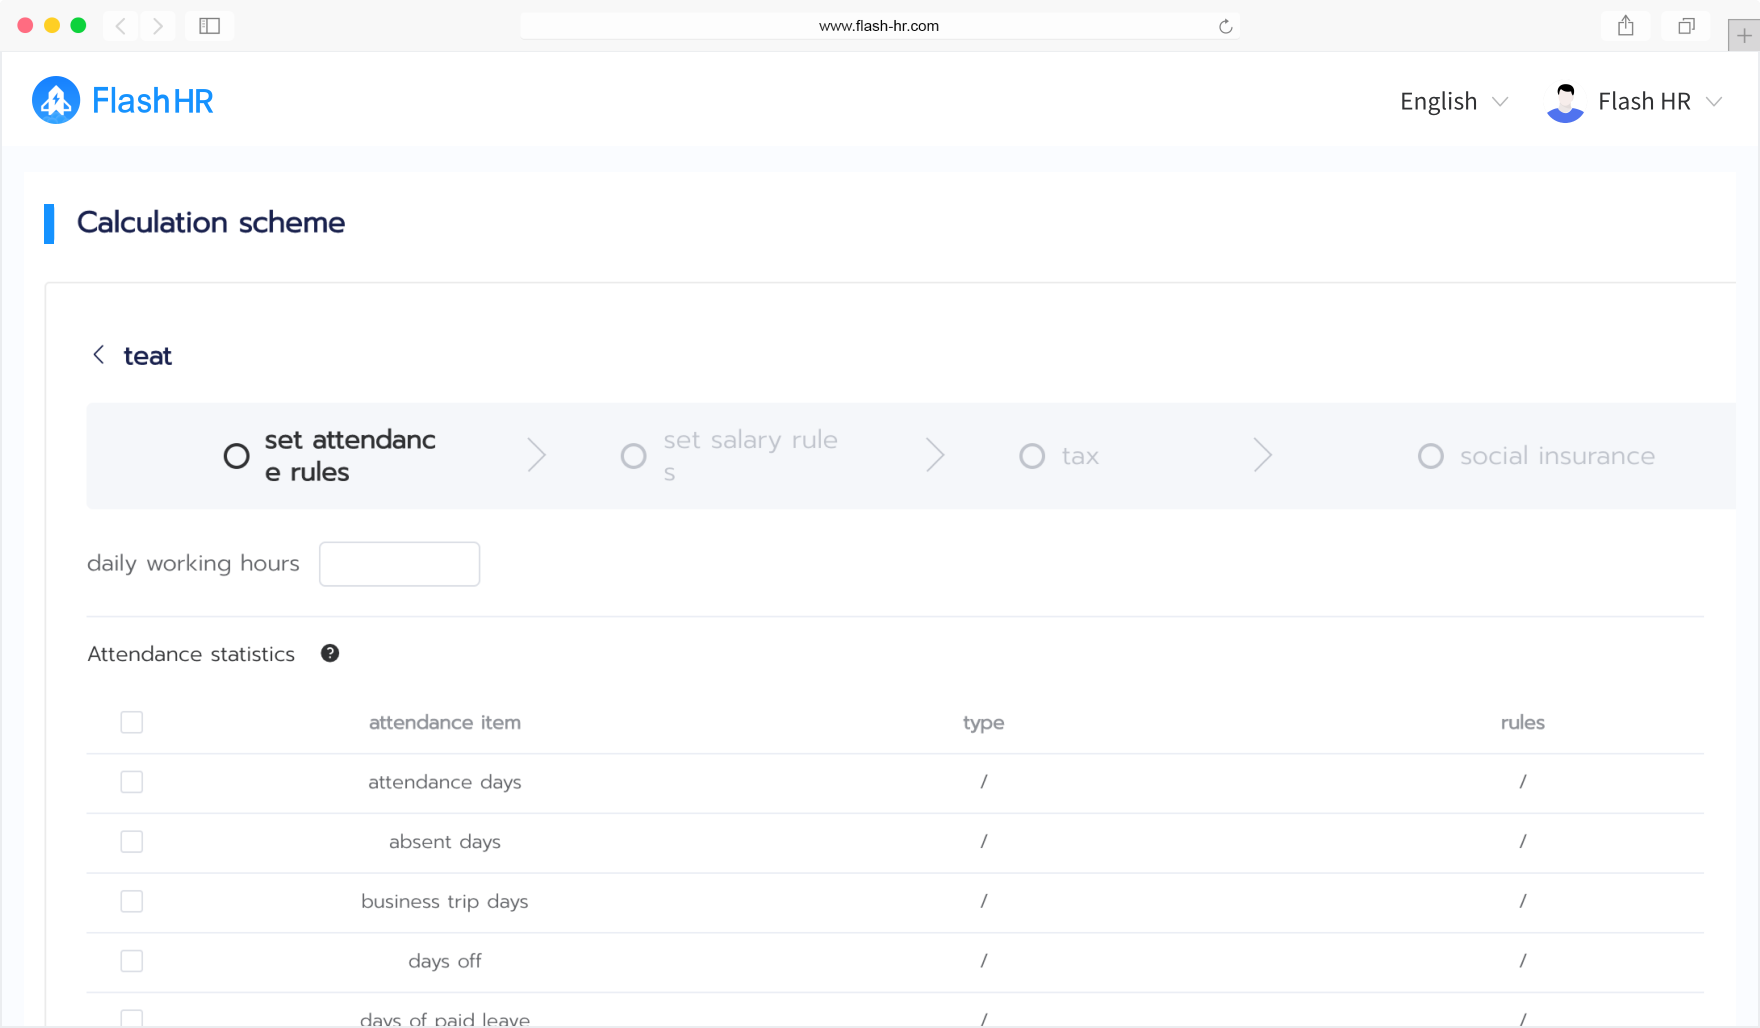 www.flash-hr.com
FlashHR
English
Flash HR
Calculation scheme
teat
set attendanc
e rules
set salary rule
s
tax
social insurance
daily working hours
Attendance statistics ?
attendance item type rules
attendance days / /
absent days / /
business trip days / /
days off / /
days of paid leave / /